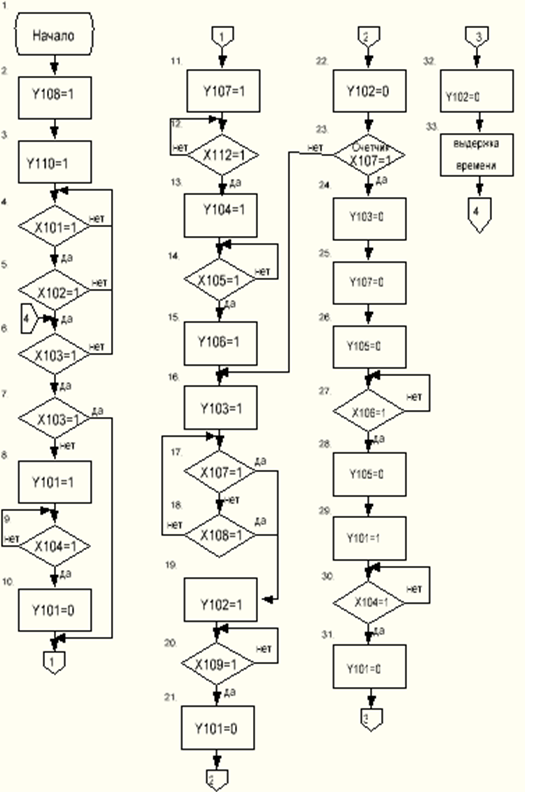 1.
Начало
2.
Y108=1
3.
Y110=1
4.
X101=1
нет
да
5.
X102=1
нет
4
да
6.
X103=1
нет
да
7.
X103=1
да
нет
8.
Y101=1
9.
X104=1
нет
да
10.
Y101=0
1
1
11.
Y107=1
12.
нет
X112=1
да
13.
Y104=1
14.
X105=1
нет
да
15.
Y106=1
16.
Y103=1
17.
X107=1
да
нет
18.
нет
X108=1
да
19.
Y102=1
20.
X109=1
нет
да
21.
Y101=0
2
2
22.
Y102=0
23.
нет
Счетчик
X107=1
да
24.
Y103=0
25.
Y107=0
26.
Y105=0
27.
X106=1
нет
да
28.
Y105=0
29.
Y101=1
30.
X104=1
нет
да
31.
Y101=0
3
3
32.
Y102=0
33.
выдержка
времени
4